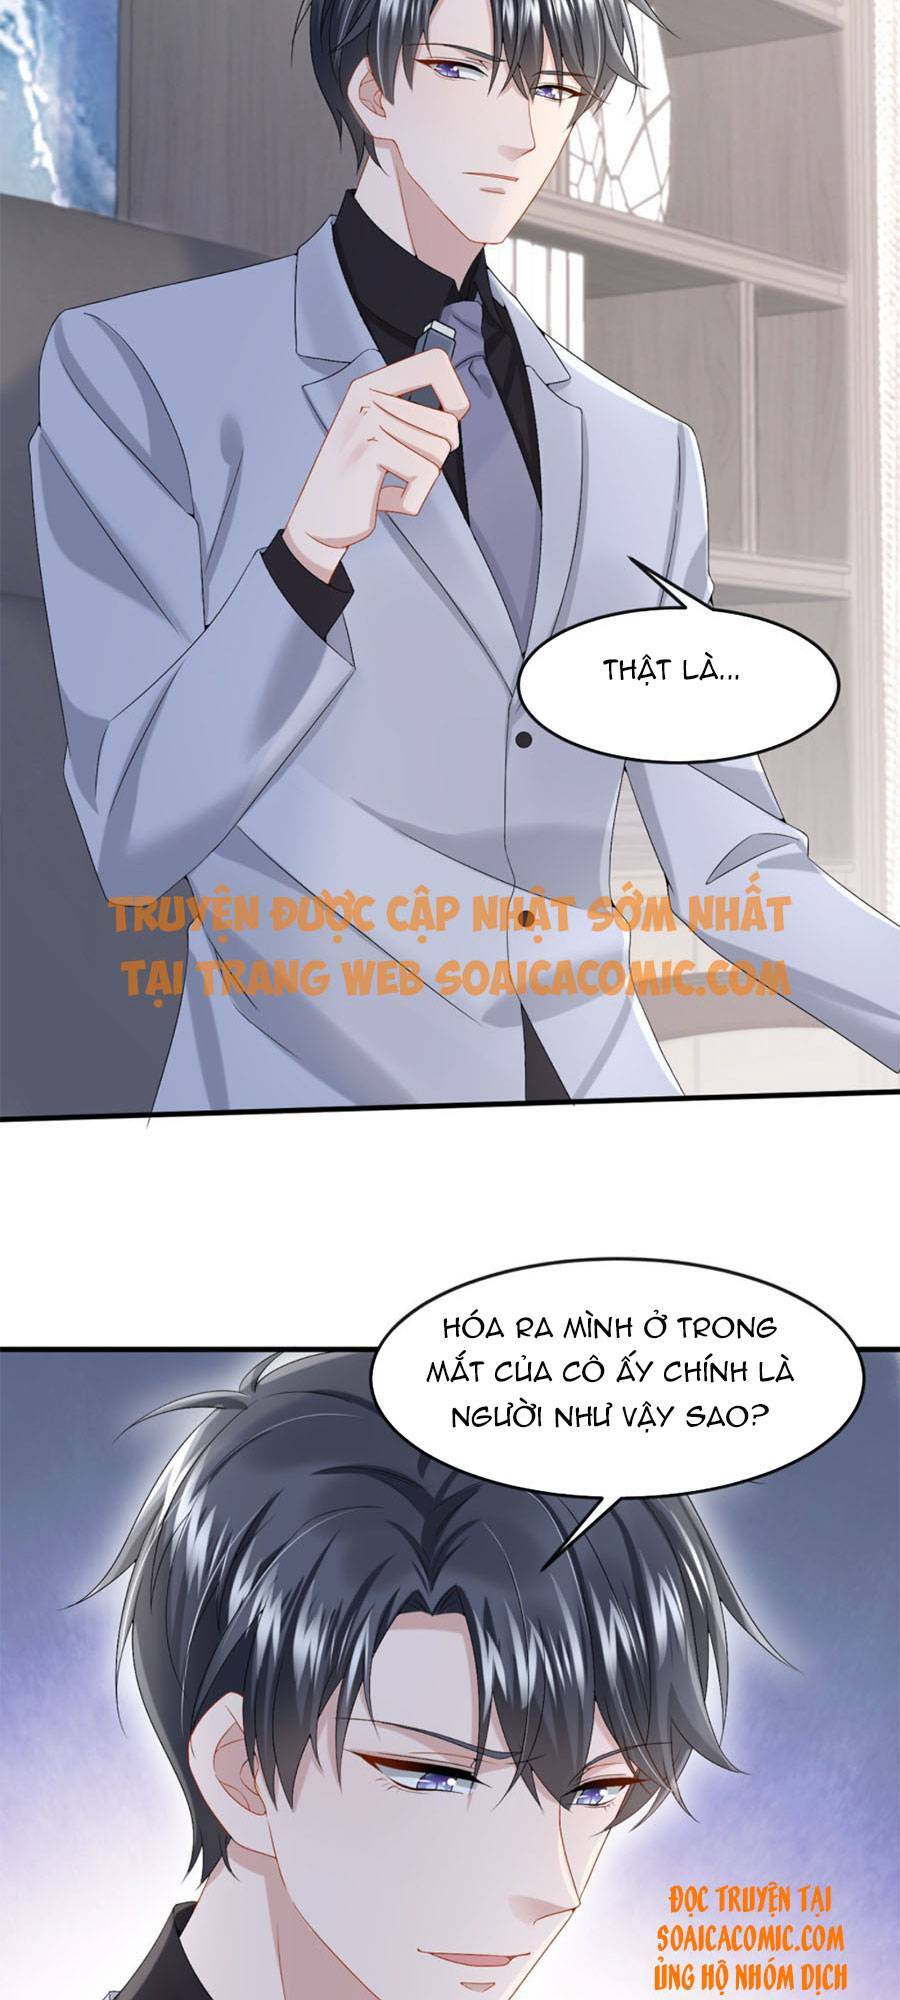 THẬT LÀ...
TRUYỆN ĐƯỢC CẬP NHẬT SỚM NHẤT
TẠI TRANG WEB SOAICACOMIC.COM
HÓA RA MÌNH Ở TRONG
MẮT CỦA CÔ ẤY CHÍNH LÀ
NGƯỜI NHƯ VẬY SAO?
ĐỌC TRUYỆN TẠI
SOAICACOMIC.COM
ỦNG HỘ NHÓM DỊCH